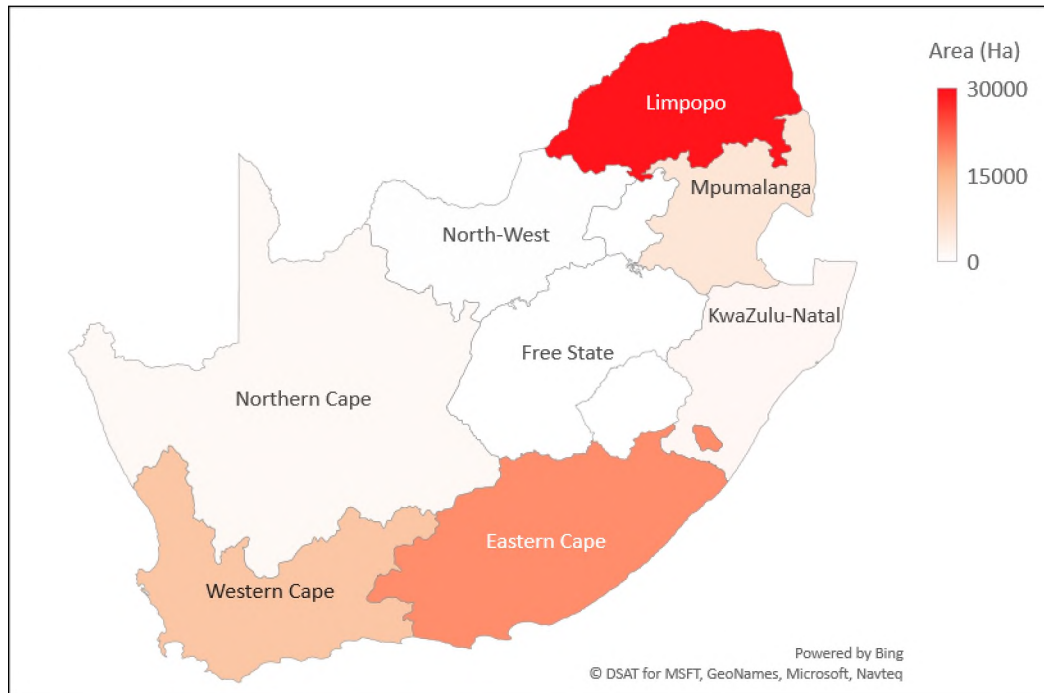 Area (Ha)
30000
15000
0
Limpopo
Mpumalanga
North-West
KwaZulu-Natal
Free State
Northern Cape
Eastern Cape
Western Cape
Powered by Bing
© DSAT for MSFT, GeoNames, Microsoft, Navteq